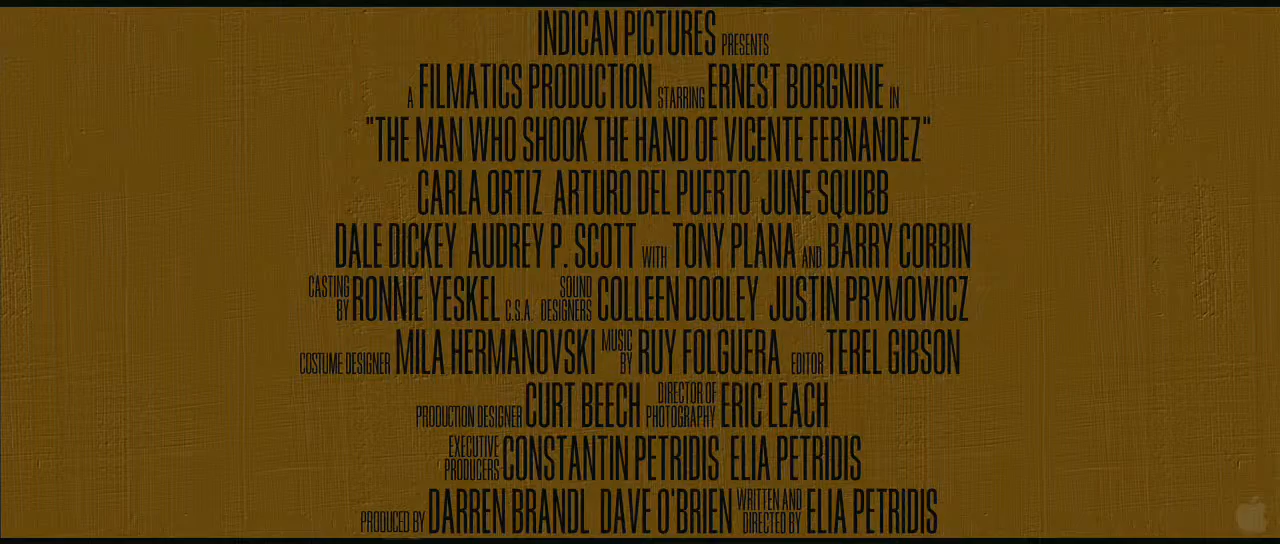 INDICAN PICTURES PRESENTS
A FILMATICS PRODUCTION STARRING ERNEST BORGNINE IN
"THE MAN WHO SHOOK THE HAND OF VICENTE FERNANDEZ"
CARLA ORTIZ ARTURO DEL PUERTO JUNE SQUIBB
DALE DICKEY AUDREY P. SCOTT WITH TONY PLANA AND BARRY CORBIN
CASTING BY RONNIE YESKEL C.S.A. SOUND DESIGNERS COLLEEN DOOLEY JUSTIN PRYMOWICZ
COSTUME DESIGNER MILA HERMANOVSKI MUSIC BY RUY FOLGUERA EDITOR TEREL GIBSON
PRODUCTION DESIGNER CURT BEECH DIRECTOR OF PHOTOGRAPHY ERIC LEACH
EXECUTIVE PRODUCERS CONSTANTIN PETRIDIS ELIA PETRIDIS
PRODUCED BY DARREN BRANDL DAVE O'BRIEN WRITTEN AND DIRECTED BY ELIA PETRIDIS